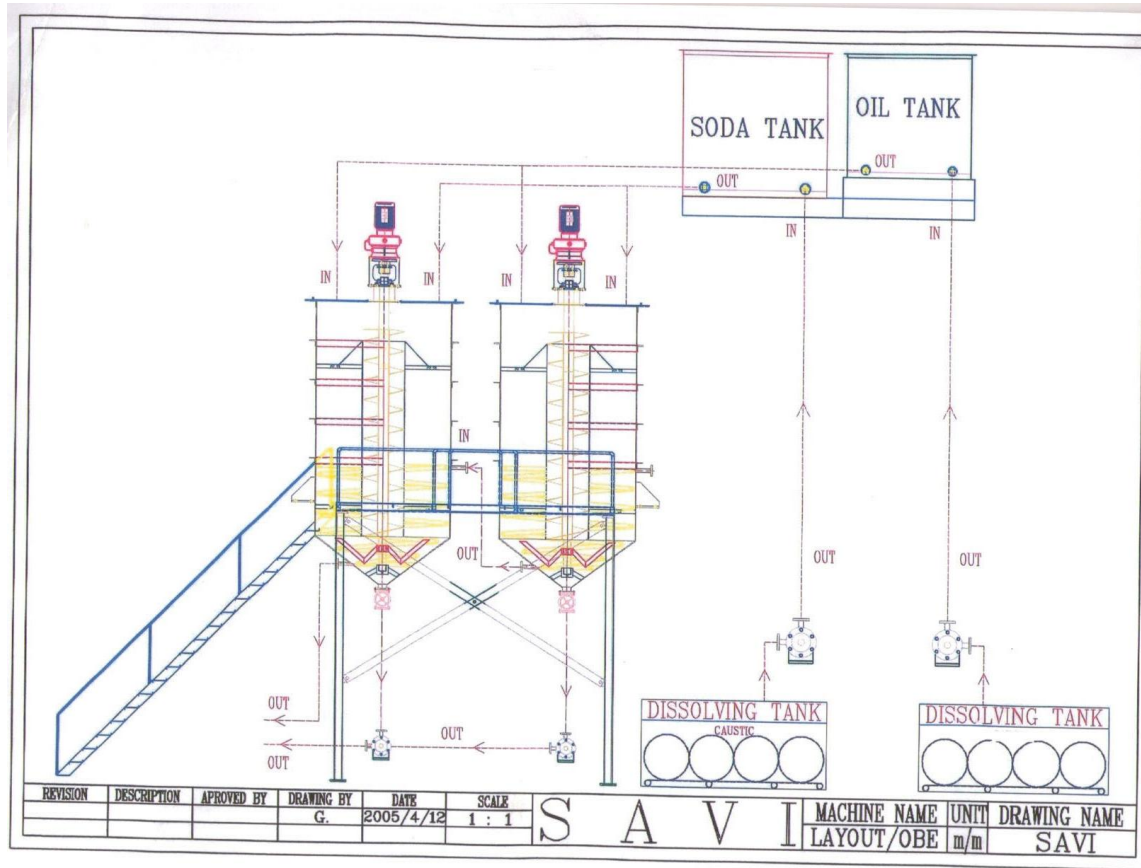 SODA TANK
OIL TANK
OUT
OUT
IN
IN
IN
IN
IN
IN
IN
OUT
OUT
OUT
OUT
OUT
DISSOLVING TANK
CAUSTIC
DISSOLVING TANK
REVISION DESCRIPTION APROVED BY DRAWING BY DATE SCALE
G. 2005/4/12 1 : 1
S A V I
MACHINE NAME UNIT DRAWING NAME
LAYOUT/OBE m/m SAVI